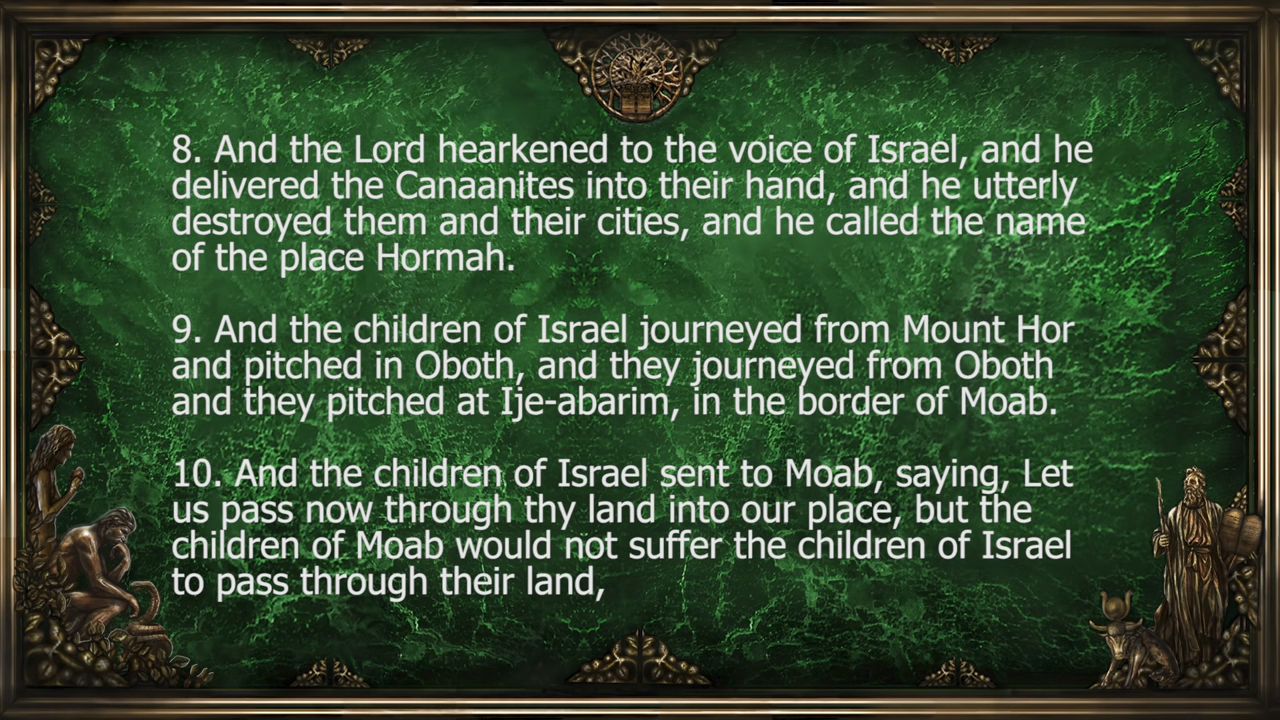 8. And the Lord hearkened to the voice of Israel, and he
delivered the Canaanites into their hand, and he utterly
destroyed them and their cities, and he called the name
of the place Hormah.
9. And the children of Israel journeyed from Mount Hor
and pitched in Oboth, and they journeyed from Oboth
and they pitched at Ije-abarim, in the border of Moab.
10. And the children of Israel sent to Moab, saying, Let
us pass now through thy land into our place, but the
children of Moab would not suffer the children of Israel
to pass through their land,